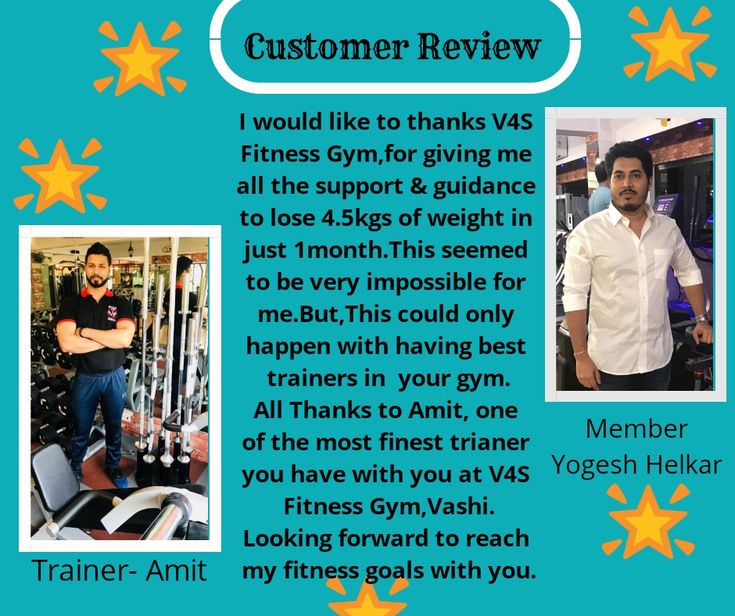 Customer Review
I would like to thanks V4S
Fitness Gym,for giving me
all the support & guidance
to lose 4.5kgs of weight in
just 1month.This seemed
to be very impossible for
me.But,This could only
happen with having best
trainers in  your gym.
All Thanks to Amit, one
of the most finest trianer
you have with you at V4S
Fitness Gym,Vashi.
Looking forward to reach
my fitness goals with you.
Trainer- Amit
Member
Yogesh Helkar